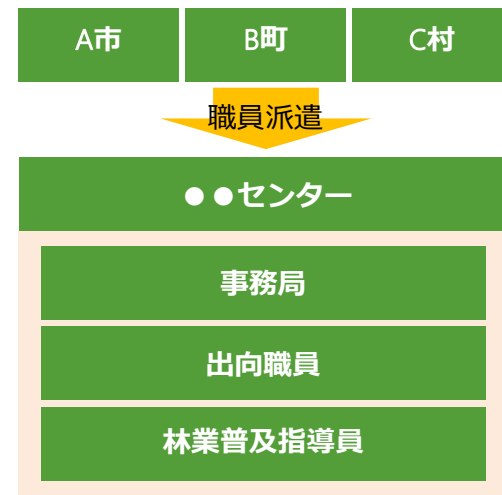 A市
B町
C村
職員派遣
●●センター
事務局
出向職員
林業普及指導員